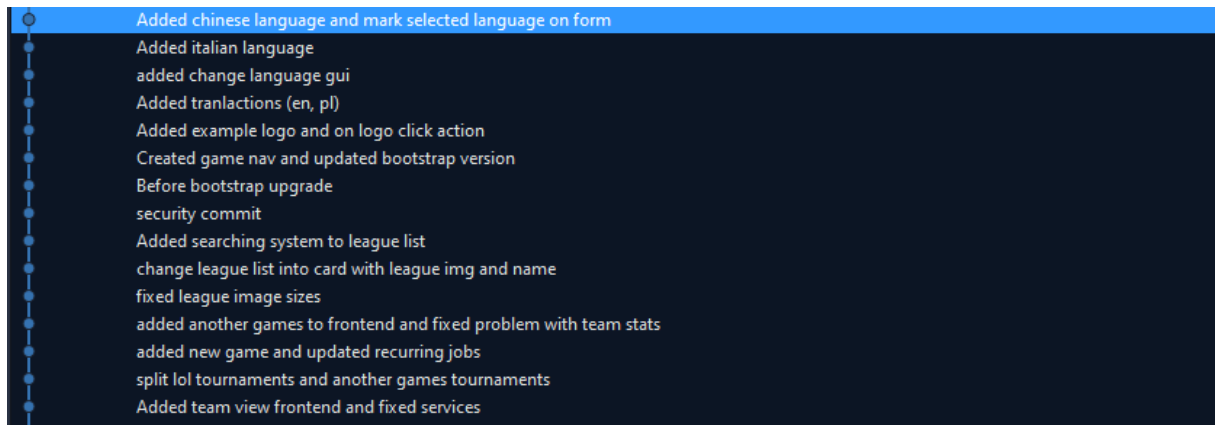 Added chinese language and mark selected language on form
Added italian language
added change language gui
Added tranlactions (en, pl)
Added example logo and on logo click action
Created game nav and updated bootstrap version
Before bootstrap upgrade
security commit
Added searching system to league list
change league list into card with league img and name
fixed league image sizes
added another games to frontend and fixed problem with team stats
added new game and updated recurring jobs
split lol tournaments and another games tournaments
Added team view frontend and fixed services